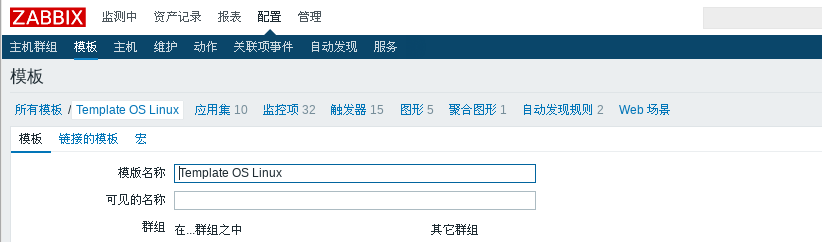 ZABBIX 监测中 资产记录 报表 配置 管理
主机群组 模板 主机 维护 动作 关联项事件 自动发现 服务
模板
所有模板 / Template OS Linux 应用集 10 监控项 32 触发器 15 图形 5 聚合图形 1 自动发现规则 2 Web 场景
模板 链接的模板 宏
模版名称 Template OS Linux
可见的名称
群组 在...群组之中 其它群组